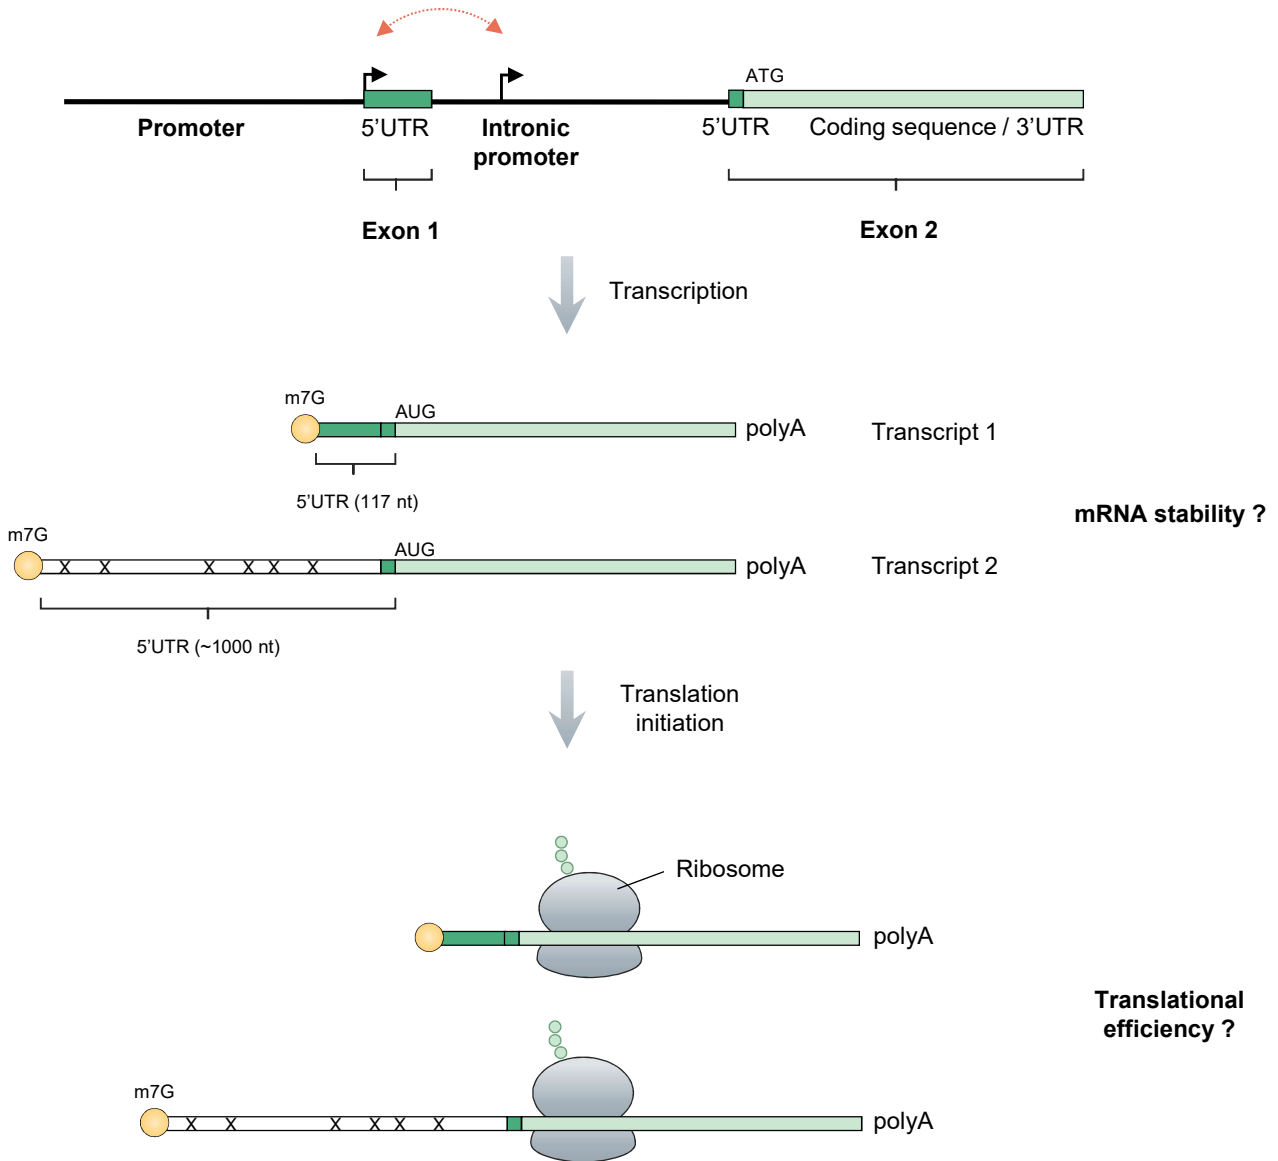 ATG
Promoter
5’UTR
Intronic
promoter
5’UTR
Coding sequence / 3’UTR
Exon 1
Exon 2
Transcription
m7G
AUG
polyA
Transcript 1
5’UTR (117 nt)
mRNA stability ?
m7G
AUG
X X X X X X
polyA
Transcript 2
5’UTR (~1000 nt)
Translation
initiation
Ribosome
polyA
Translational
efficiency ?
m7G
X X X X X X
polyA